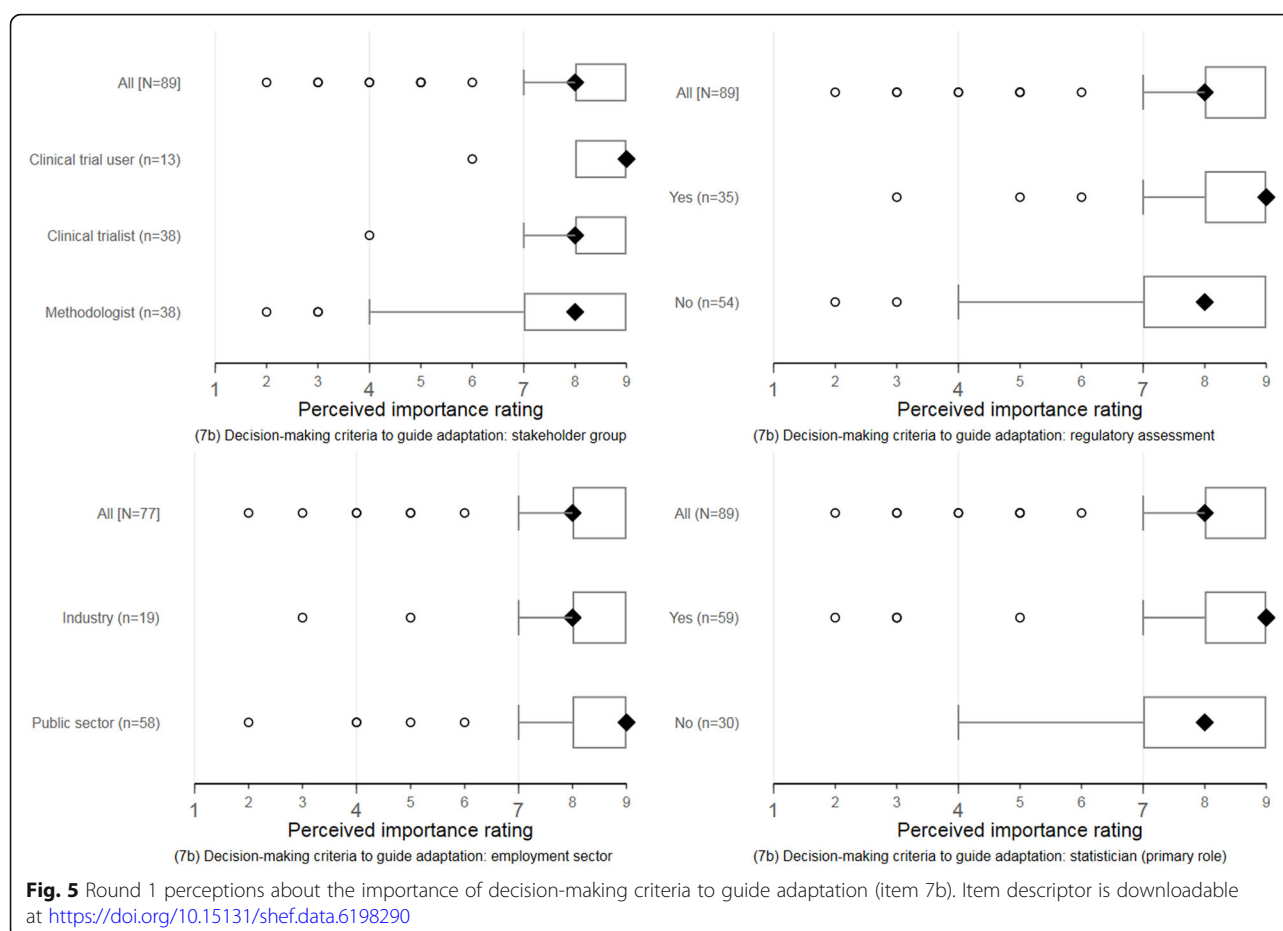 All [N=89]
Clinical trial user (n=13)
Clinical trialist (n=38)
Methodologist (n=38)
1 2 3 4 5 6 7 8 9
Perceived importance rating
(7b) Decision-making criteria to guide adaptation: stakeholder group
All [N=89]
Yes (n=35)
No (n=54)
1 2 3 4 5 6 7 8 9
Perceived importance rating
(7b) Decision-making criteria to guide adaptation: regulatory assessment
All [N=77]
Industry (n=19)
Public sector (n=58)
1 2 3 4 5 6 7 8 9
Perceived importance rating
(7b) Decision-making criteria to guide adaptation: employment sector
All (N=89)
Yes (n=59)
No (n=30)
1 2 3 4 5 6 7 8 9
Perceived importance rating
(7b) Decision-making criteria to guide adaptation: statistician (primary role)
Fig. 5 Round 1 perceptions about the importance of decision-making criteria to guide adaptation (item 7b). Item descriptor is downloadable
at https://doi.org/10.15131/shef.data.6198290